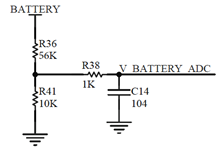 BATTERY
R36
56K
R38
1K
V_BATTERY_ADC
R41
10K
C14
104